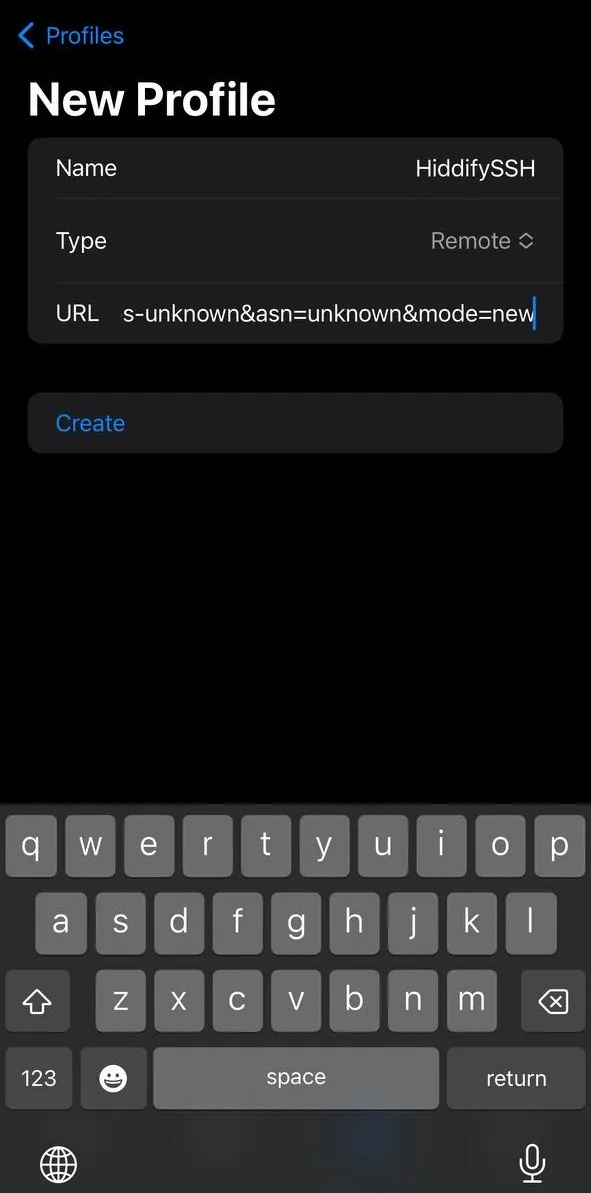 Profiles
New Profile
Name HiddifySSH
Type Remote
URL s-unknown&asn=unknown&mode=new
Create
q w e r t y u i o p
a s d f g h j k l
z x c v b n m
123 space return